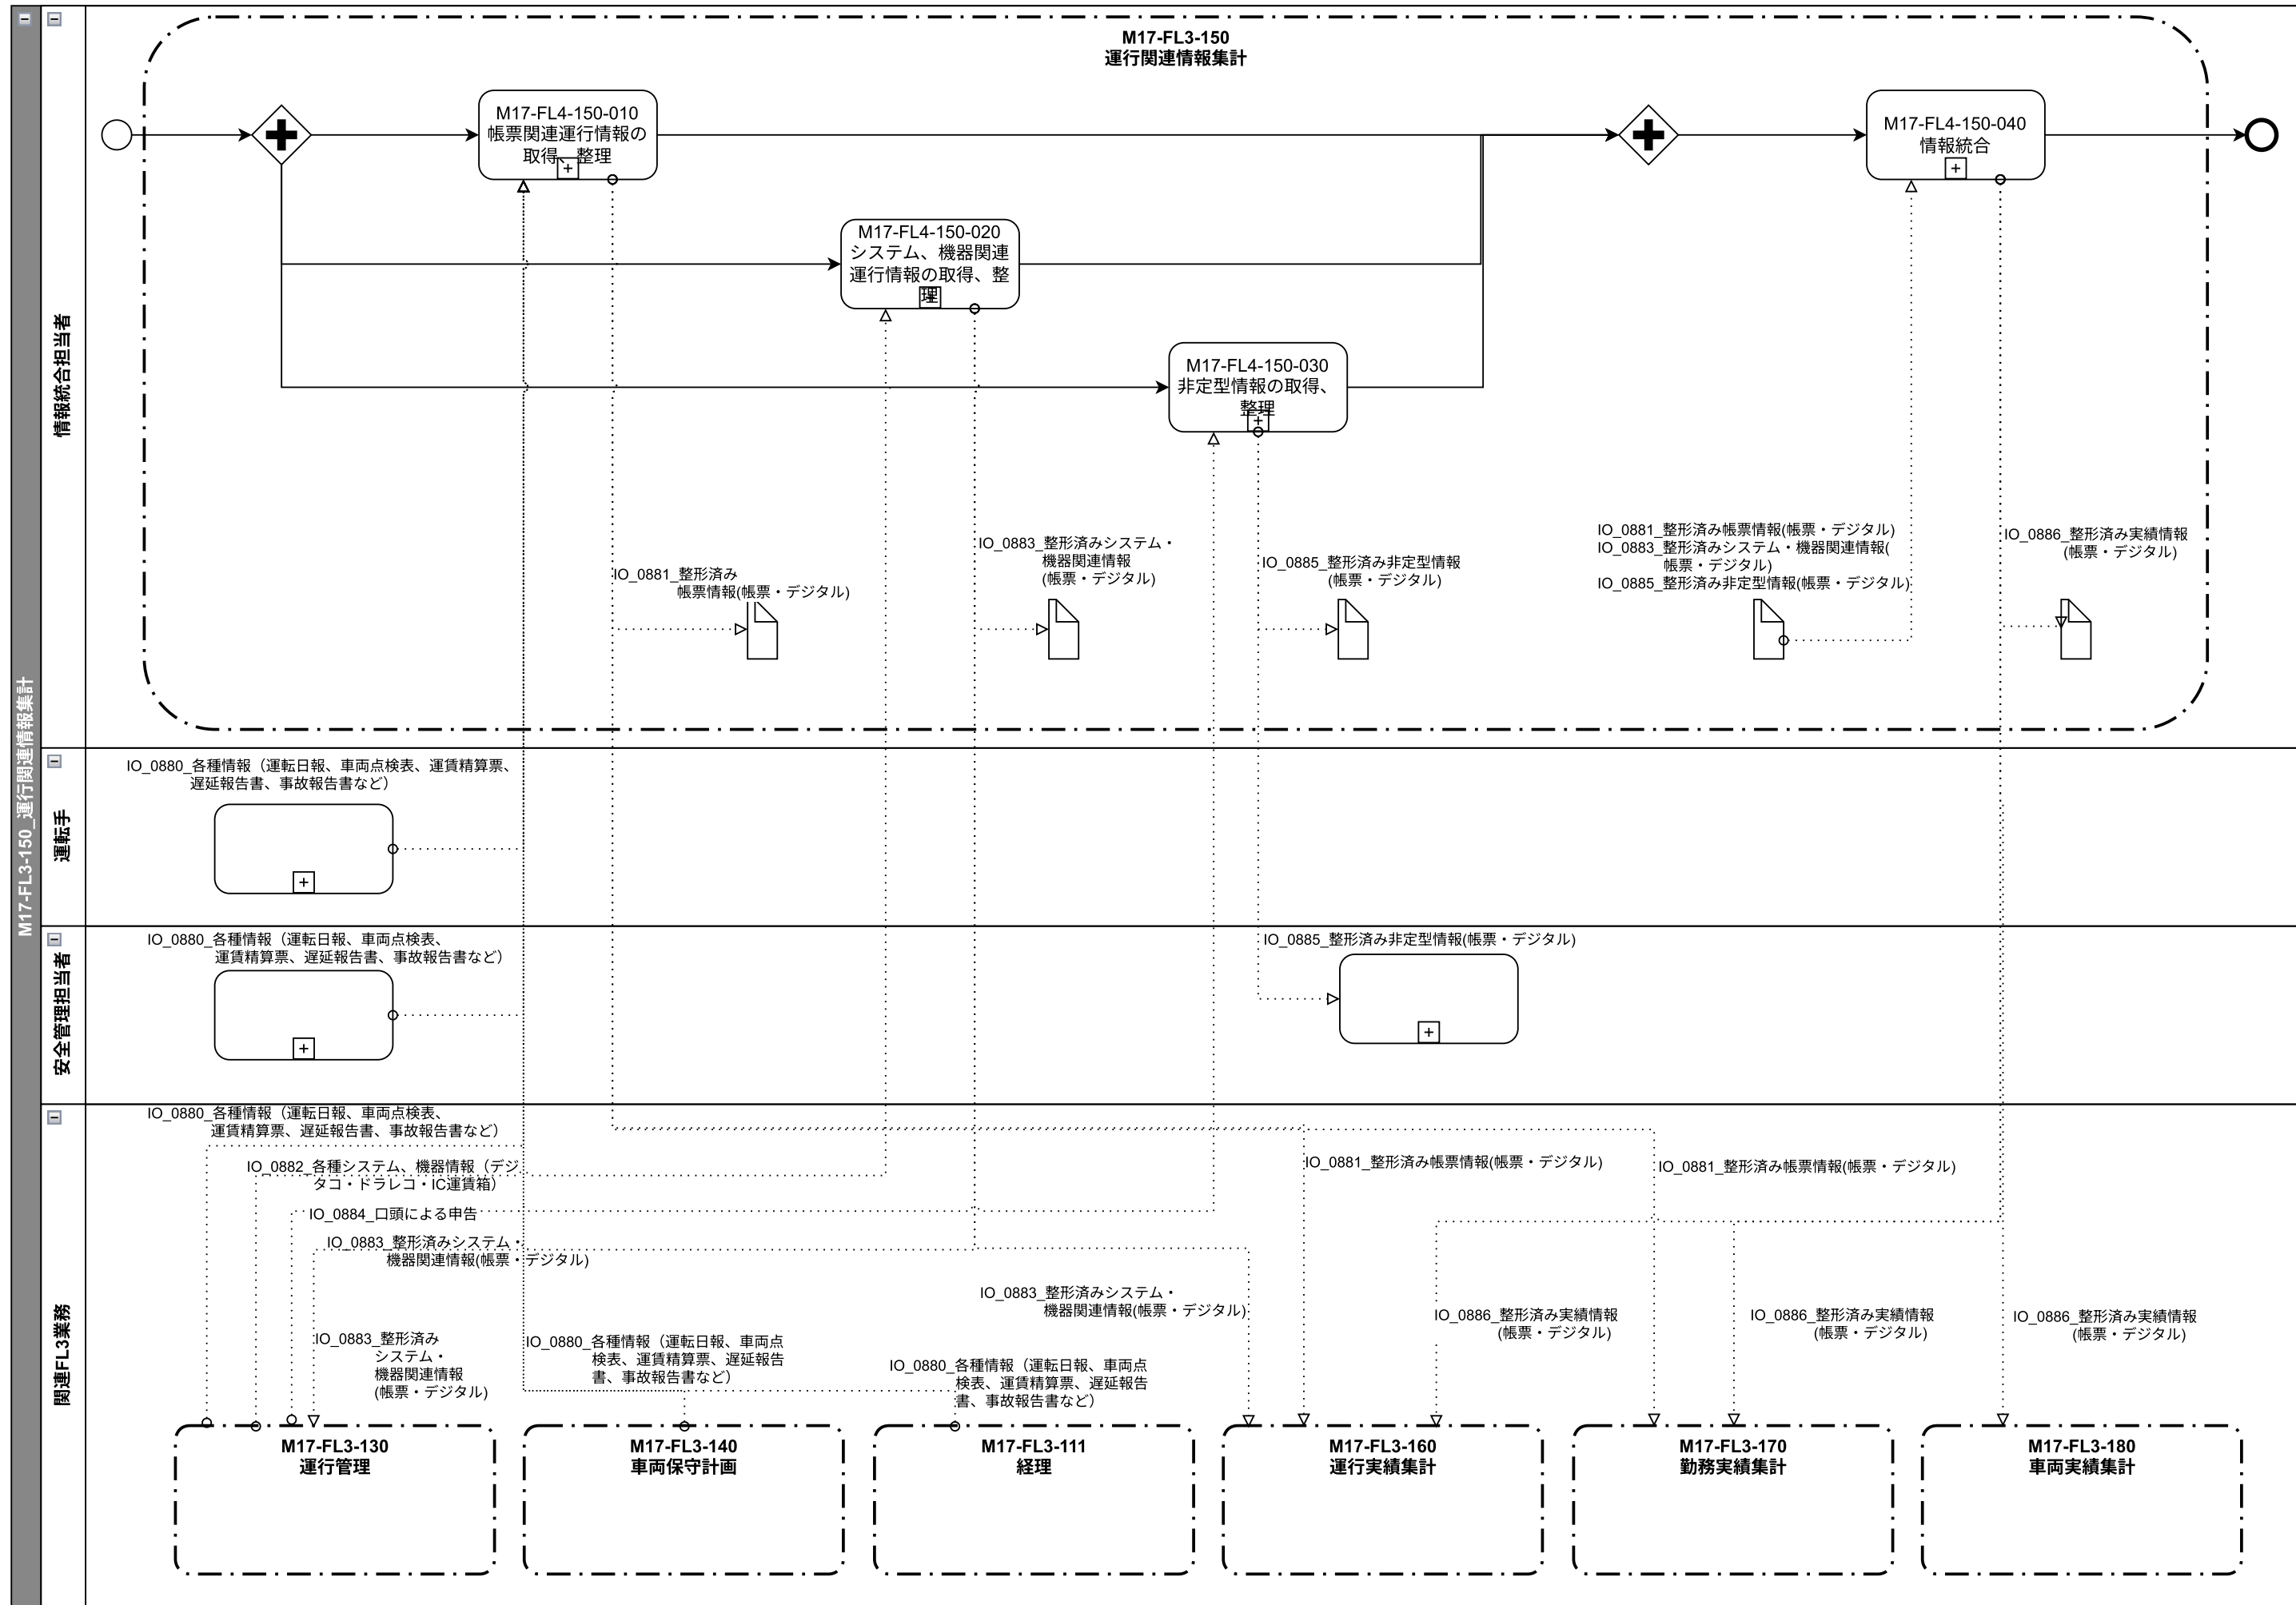 M17-FL3-150_運行関連情報集計
情報統合担当者
M17-FL3-150
運行関連情報集計
M17-FL4-150-010
帳票関連運行情報の
取得、整理
M17-FL4-150-020
システム、機器関連
運行情報の取得、整
理
M17-FL4-150-030
非定型情報の取得、
整理
M17-FL4-150-040
情報統合
IO_0881_整形済み
帳票情報(帳票・デジタル)
IO_0883_整形済みシステム・
機器関連情報
(帳票・デジタル)
IO_0885_整形済み非定型情報
(帳票・デジタル)
IO_0881_整形済み帳票情報(帳票・デジタル)
IO_0883_整形済みシステム・機器関連情報(
帳票・デジタル)
IO_0885_整形済み非定型情報(帳票・デジタル)
IO_0886_整形済み実績情報
(帳票・デジタル)
運転手
IO_0880_各種情報（運転日報、車両点検表、運賃精算票、
遅延報告書、事故報告書など）
安全管理担当者
IO_0880_各種情報（運転日報、車両点検表、
運賃精算票、遅延報告書、事故報告書など）
IO_0885_整形済み非定型情報(帳票・デジタル)
関連FL3業務
IO_0880_各種情報（運転日報、車両点検表、
運賃精算票、遅延報告書、事故報告書など）
IO_0882_各種システム、機器情報（デジ
タコ・ドラレコ・IC運賃箱）
IO_0884_口頭による申告
IO_0883_整形済みシステム・
機器関連情報(帳票・デジタル)
IO_0883_整形済み
システム・
機器関連情報
(帳票・デジタル)
IO_0880_各種情報（運転日報、車両点
検表、運賃精算票、遅延報告
書、事故報告書など）
IO_0880_各種情報（運転日報、車両点
検表、運賃精算票、遅延報告
書、事故報告書など）
IO_0883_整形済みシステム・
機器関連情報(帳票・デジタル)
IO_0881_整形済み帳票情報(帳票・デジタル)
IO_0881_整形済み帳票情報(帳票・デジタル)
IO_0886_整形済み実績情報
(帳票・デジタル)
IO_0886_整形済み実績情報
(帳票・デジタル)
IO_0886_整形済み実績情報
(帳票・デジタル)
M17-FL3-130
運行管理
M17-FL3-140
車両保守計画
M17-FL3-111
経理
M17-FL3-160
運行実績集計
M17-FL3-170
勤務実績集計
M17-FL3-180
車両実績集計